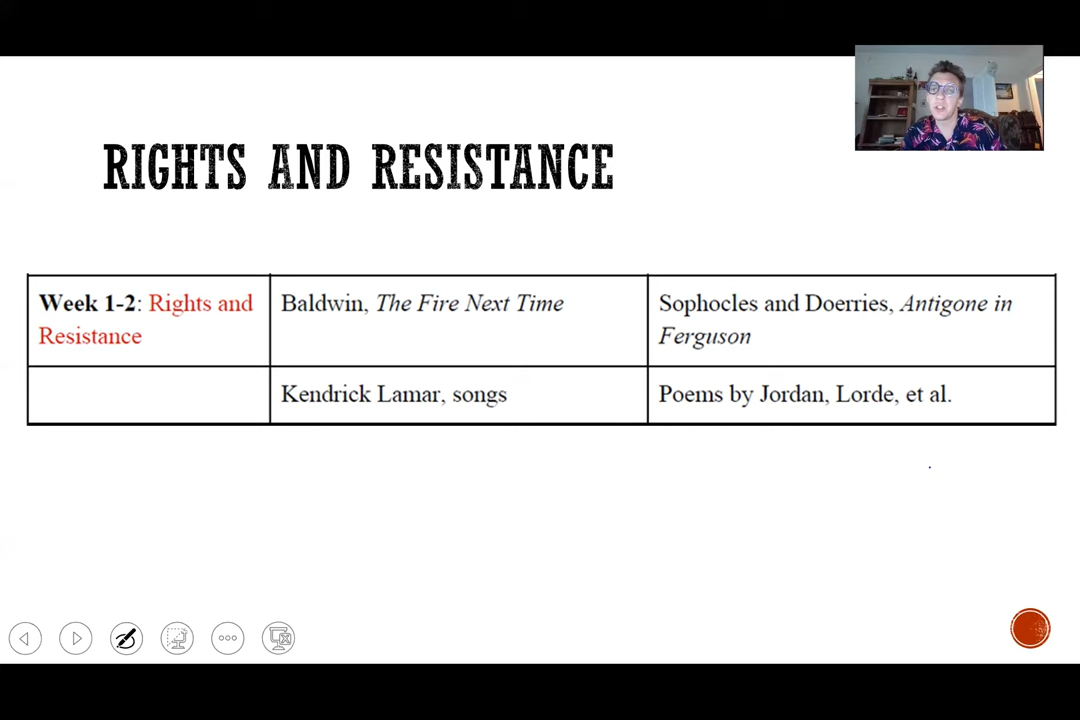 RIGHTS AND RESISTANCE
Week 1-2: Rights and
Resistance
Baldwin, The Fire Next Time
Sophocles and Doerries, Antigone in
Ferguson
Kendrick Lamar, songs
Poems by Jordan, Lorde, et al.